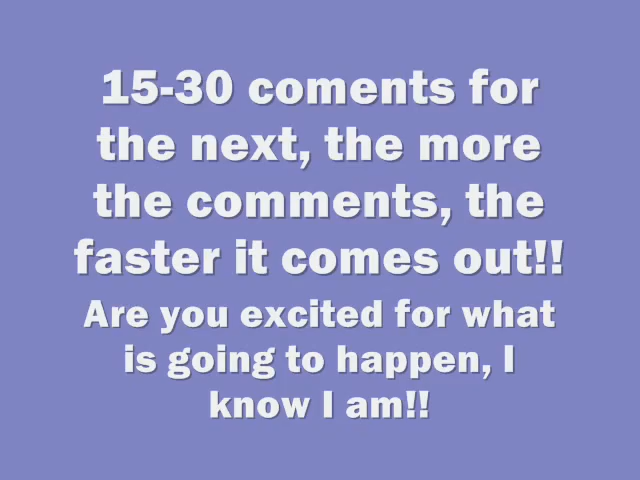 15-30 coments for
the next, the more
the comments, the
faster it comes out!!
Are you excited for what
is going to happen, I
know I am!!